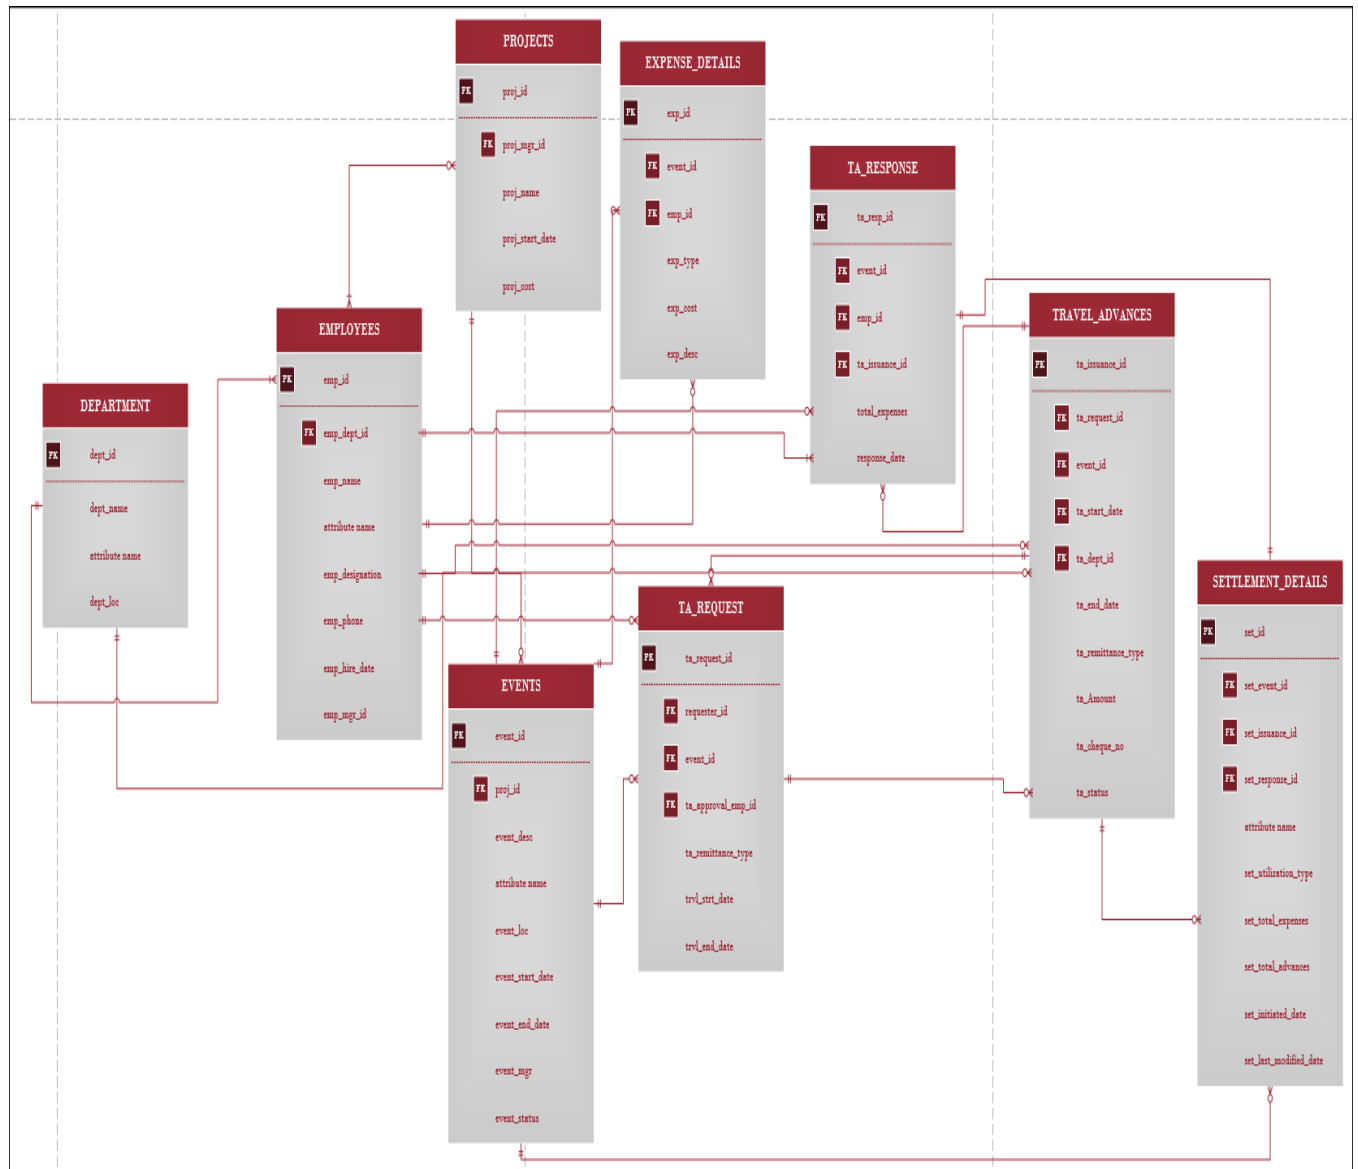 PROJECTS
PK proj_id
FK proj_mgr_id
proj_name
proj_start_date
proj_cost
EXPENSE_DETAILS
PK exp_id
FK event_id
FK emp_id
exp_type
exp_cost
exp_desc
TA_RESPONSE
PK ta_resp_id
FK event_id
FK emp_id
FK ta_issuance_id
total_expenses
response_date
TRAVEL_ADVANCES
PK ta_issuance_id
FK ta_request_id
FK event_id
FK ta_start_date
FK ta_dept_id
ta_end_date
ta_remittance_type
ta_Amount
ta_cheque_no
ta_status
EMPLOYEES
PK emp_id
FK emp_dept_id
emp_name
attribute name
emp_designation
emp_phone
emp_hire_date
emp_mgr_id
DEPARTMENT
PK dept_id
dept_name
attribute name
dept_loc
SETTLEMENT_DETAILS
PK set_id
FK set_event_id
FK set_issuance_id
FK set_response_id
attribute name
set_utilization_type
set_total_expenses
set_total_advances
set_initiated_date
set_last_modified_date
TA_REQUEST
PK ta_request_id
FK requester_id
FK event_id
FK ta_approval_emp_id
ta_remittance_type
trvl_strt_date
trvl_end_date
EVENTS
PK event_id
FK proj_id
event_desc
attribute name
event_loc
event_start_date
event_end_date
event_mgr
event_status